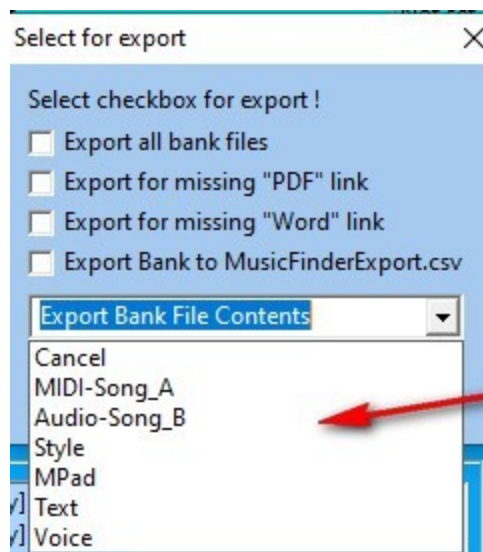 Select for export
Select checkbox for export !
Export all bank files
Export for missing "PDF" link
Export for missing "Word" link
Export Bank to MusicFinderExport.csv
Export Bank File Contents
Cancel
MIDI-Song_A
Audio-Song_B
Style
MPad
Text
Voice